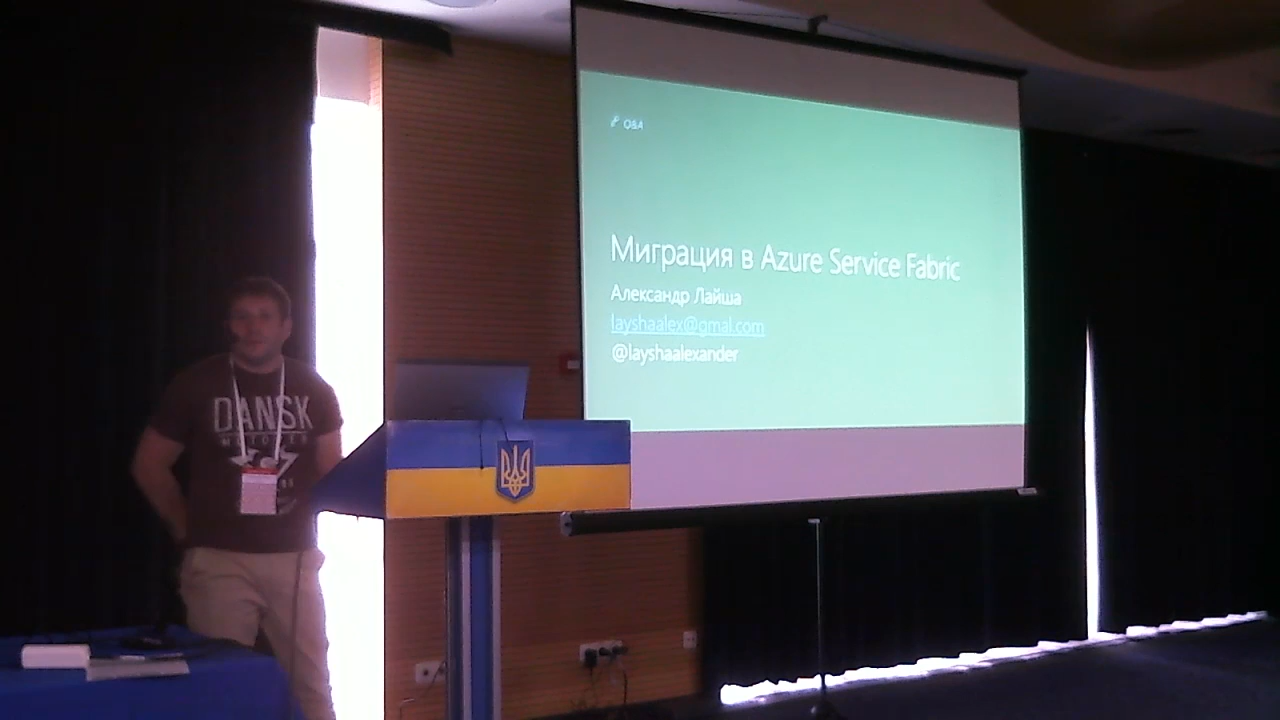 Q&A
Миграция в Azure Service Fabric
Александр Лайша
layshaalex@gmal.com
@layshaalexander
DANSK